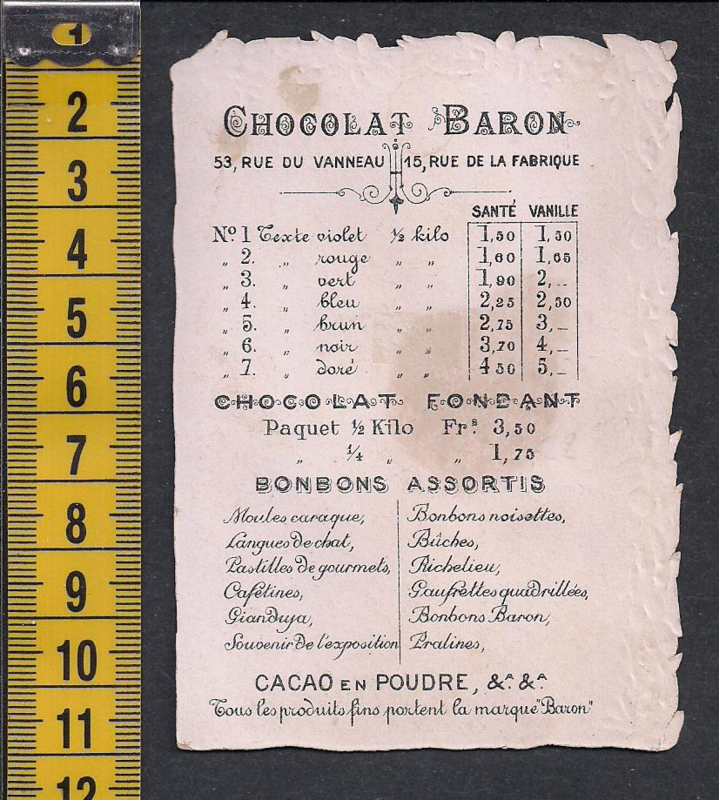 1
2
3
4
5
6
7
8
9
10
11
12
CHOCOLAT BARON
53, RUE DU VANNEAU 15, RUE DE LA FABRIQUE
SANTÉ VANILLE
No. 1 Texte violet ½ kilo 1,50 1,50
„ 2. „ rouge „ „ 1,60 1,65
„ 3. „ vert „ „ 1,90 2,_
„ 4. „ bleu „ „ 2,25 2,50
„ 5. „ brun „ „ 2,75 3,_
„ 6. „ noir „ „ 3,70 4,_
„ 7. „ doré „ „ 4 50 5,_
CHOCOLAT FONDANT
Paquet ½ Kilo Frs 3,50
„ ¼ „ „ 1,75
BONBONS ASSORTIS
Moules caraque, Bonbons noisettes,
Langues de chat, Bûches,
Pastilles de gourmets, Richelieu,
Cafétines, Gaufrettes quadrillées,
Gianduja, Bonbons Baron,
Souvenir de l'exposition Pralines,
CACAO EN POUDRE, &A. &A.
Tous les produits fins portent la marque "Baron"